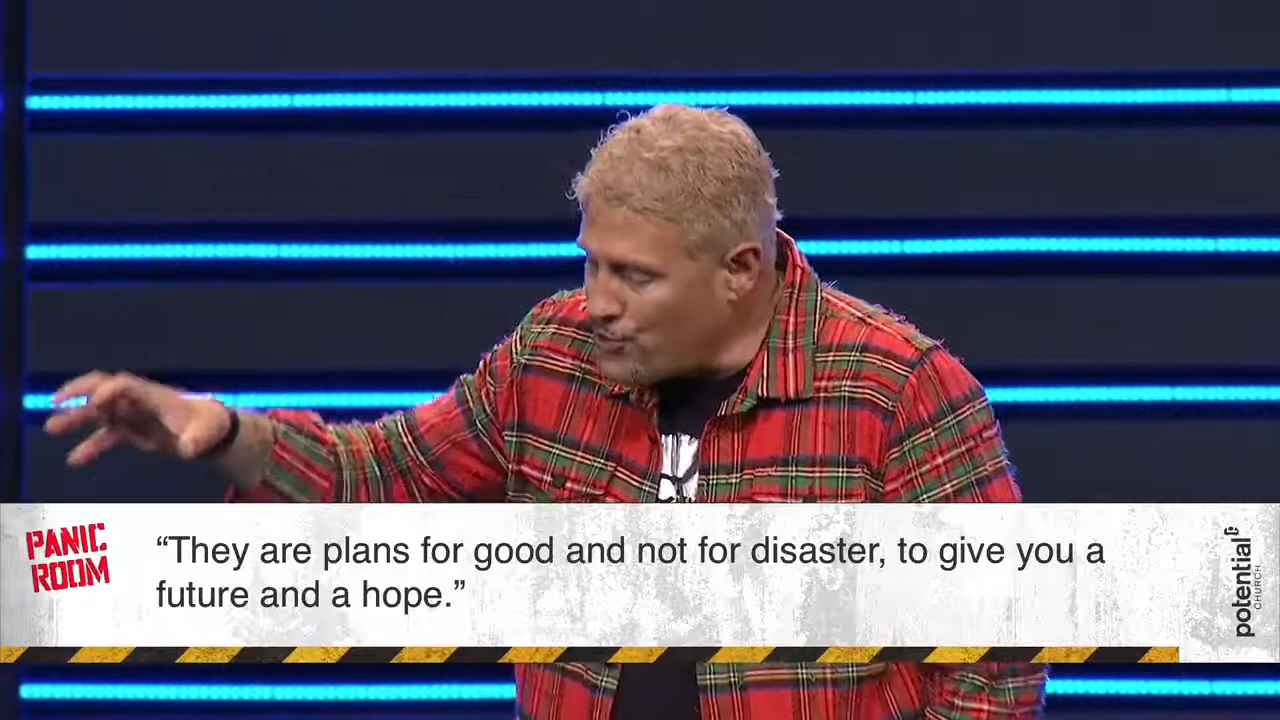 PANIC
ROOM
“They are plans for good and not for disaster, to give you a
future and a hope.”
potential
CHURCH